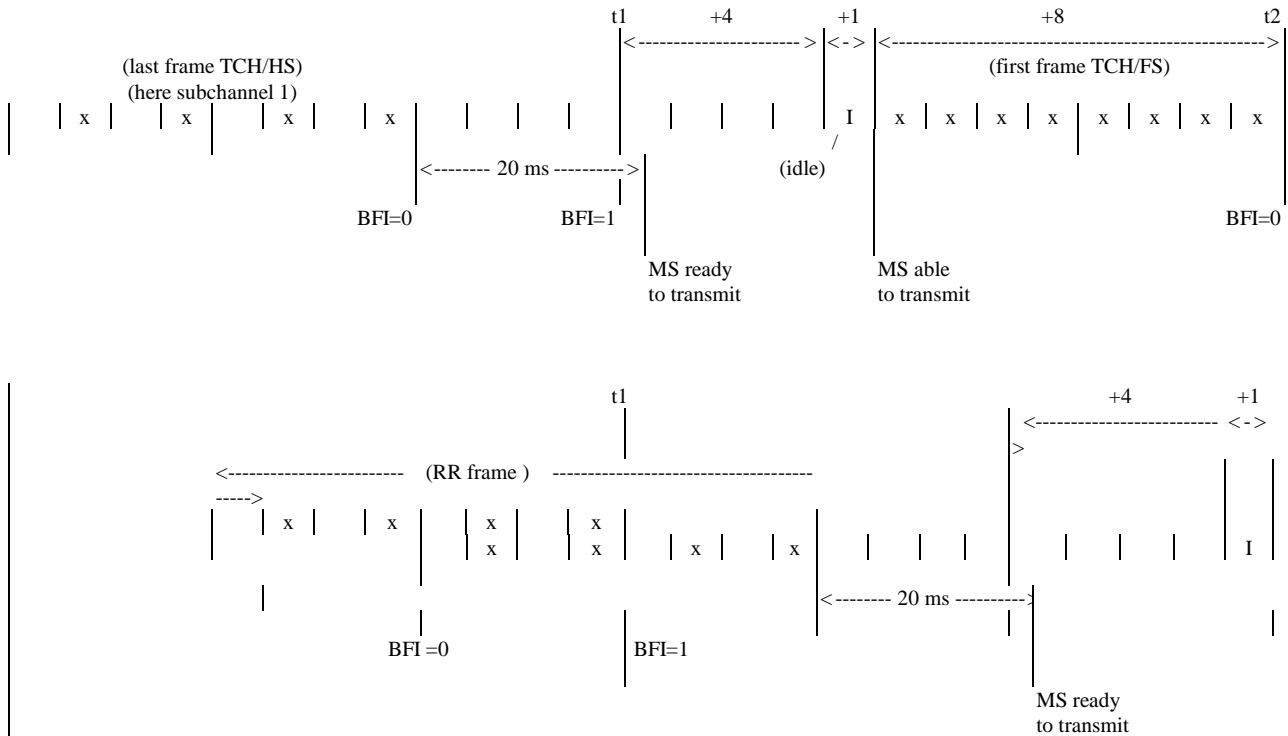 t1 +4 +1 +8 t2
<-------------------------> <-> <------------------------------------------------------>
(last frame TCH/HS) (first frame TCH/FS)
(here subchannel 1)
x x x x I x x x x x x x x
/
<-------- 20 ms ----------> (idle)
BFI=0 BFI=1 BFI=0
MS ready MS able
to transmit to transmit
t1 +4 +1
<-------------------------- <->
>
<----------------------- (RR frame ) ----------------------------------
----->
x x x x
x x x x I
<-------- 20 ms ---------->
BFI =0 BFI=1
MS ready
to transmit